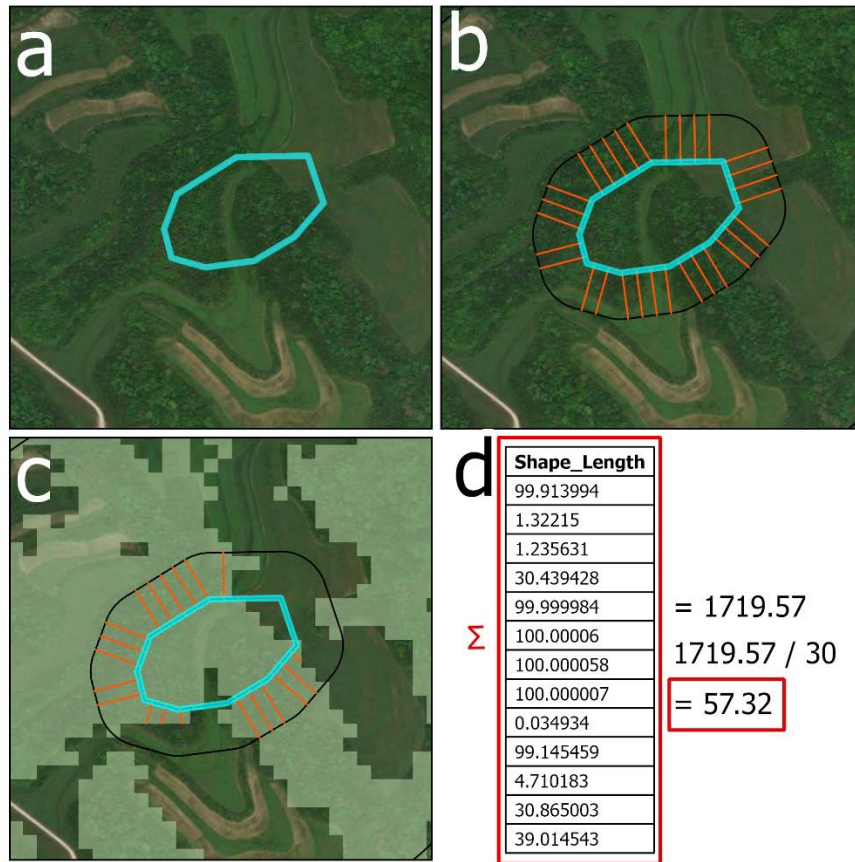 a
b
c
d
Shape_Length
99.913994
1.32215
1.235631
30.439428
99.999984
100.00006
100.000058
100.000007
0.034934
99.145459
4.710183
30.865003
39.014543
Σ
= 1719.57
1719.57 / 30
= 57.32